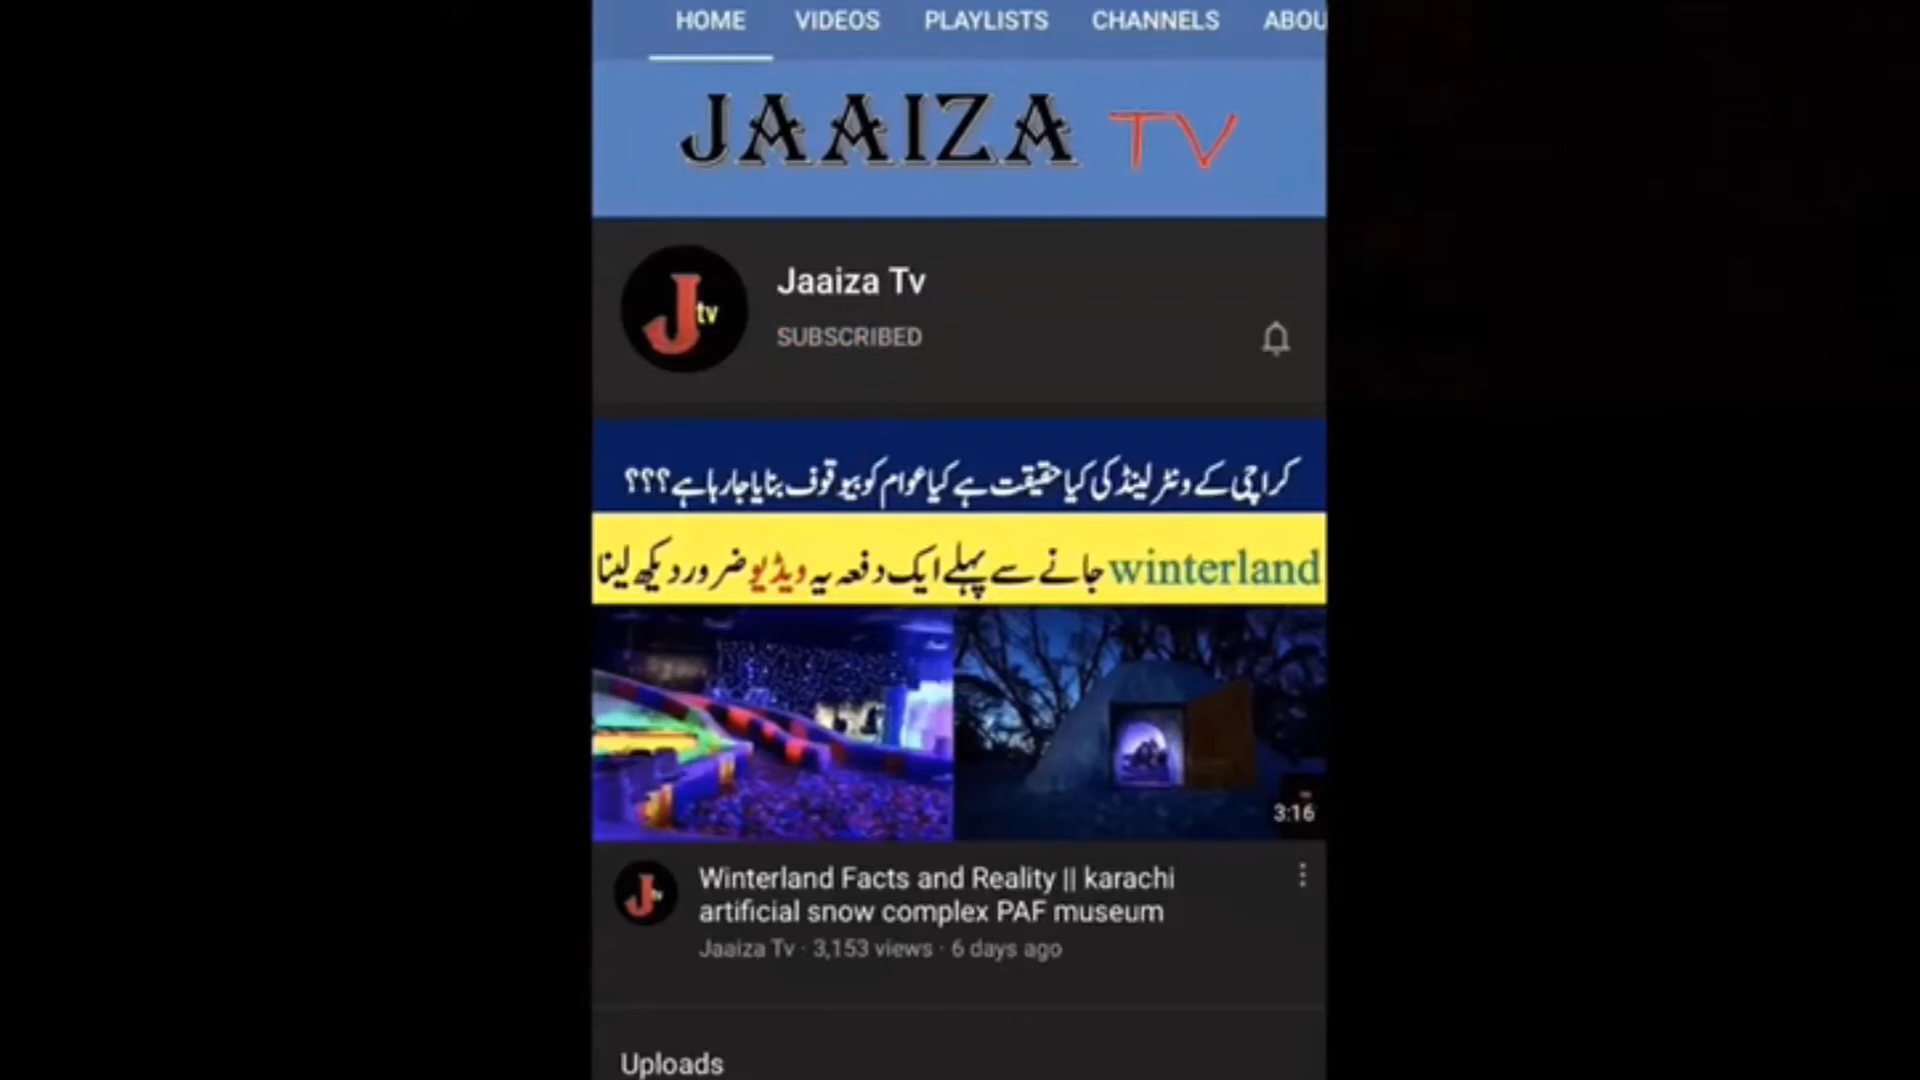 HOME VIDEOS PLAYLISTS CHANNELS ABOU
JAAIZA TV
J tv
Jaaiza Tv
SUBSCRIBED
کراچی کے ونٹر لینڈ کی کیا حقیقت ہے کیا عوام کو بیوقوف بنایا جا رہا ہے؟؟؟
winterland جانے سے پہلے ایک دفعہ یہ ویڈیو ضرور دیکھ لینا
3:16
J tv
Winterland Facts and Reality || karachi
artificial snow complex PAF museum
Jaaiza Tv · 3,153 views · 6 days ago
Uploads